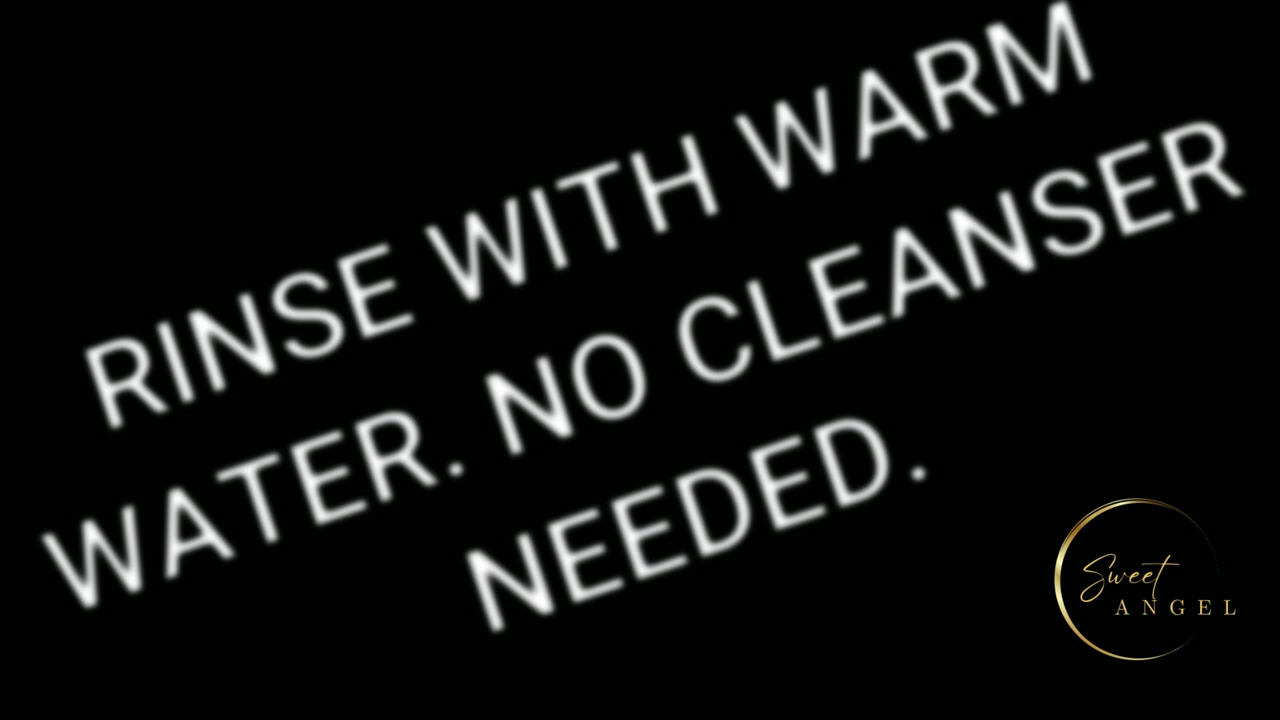 RINSE WITH WARM
WATER. NO CLEANSER
NEEDED.
Sweet
ANGEL